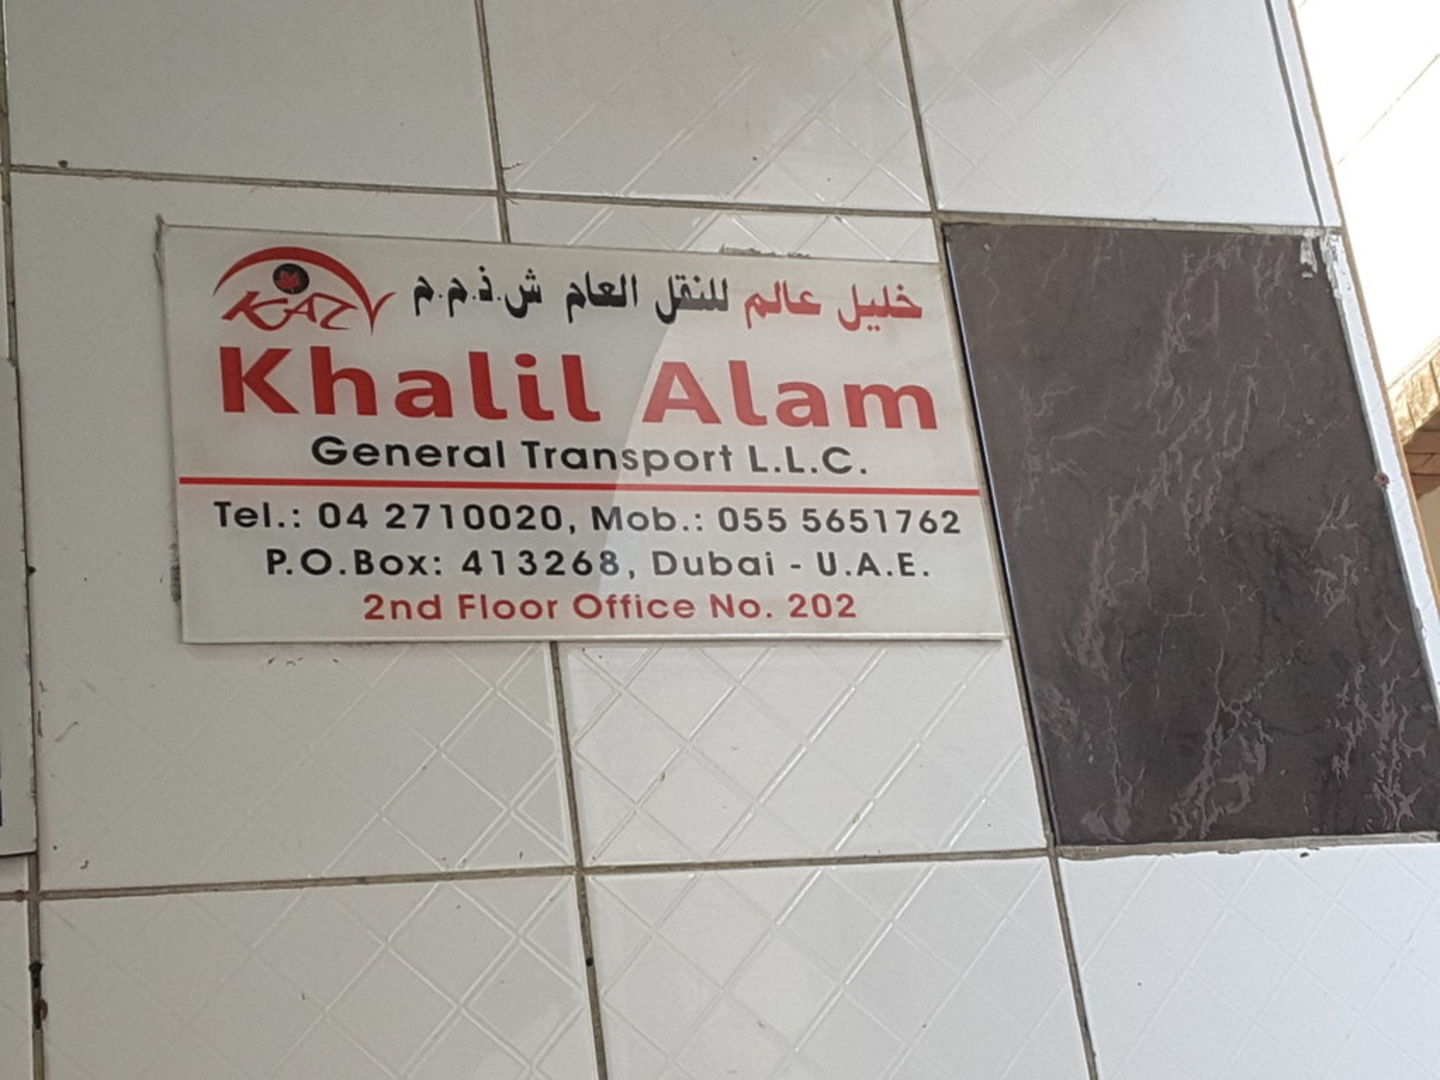 خليل عالم للنقل العام ش.ذ.م.م
Khalil Alam
General Transport L.L.C.
Tel.: 04 2710020, Mob.: 055 5651762
P.O.Box: 413268, Dubai - U.A.E.
2nd Floor Office No. 202